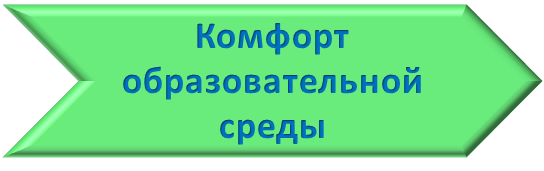 Комфорт
образовательной
среды